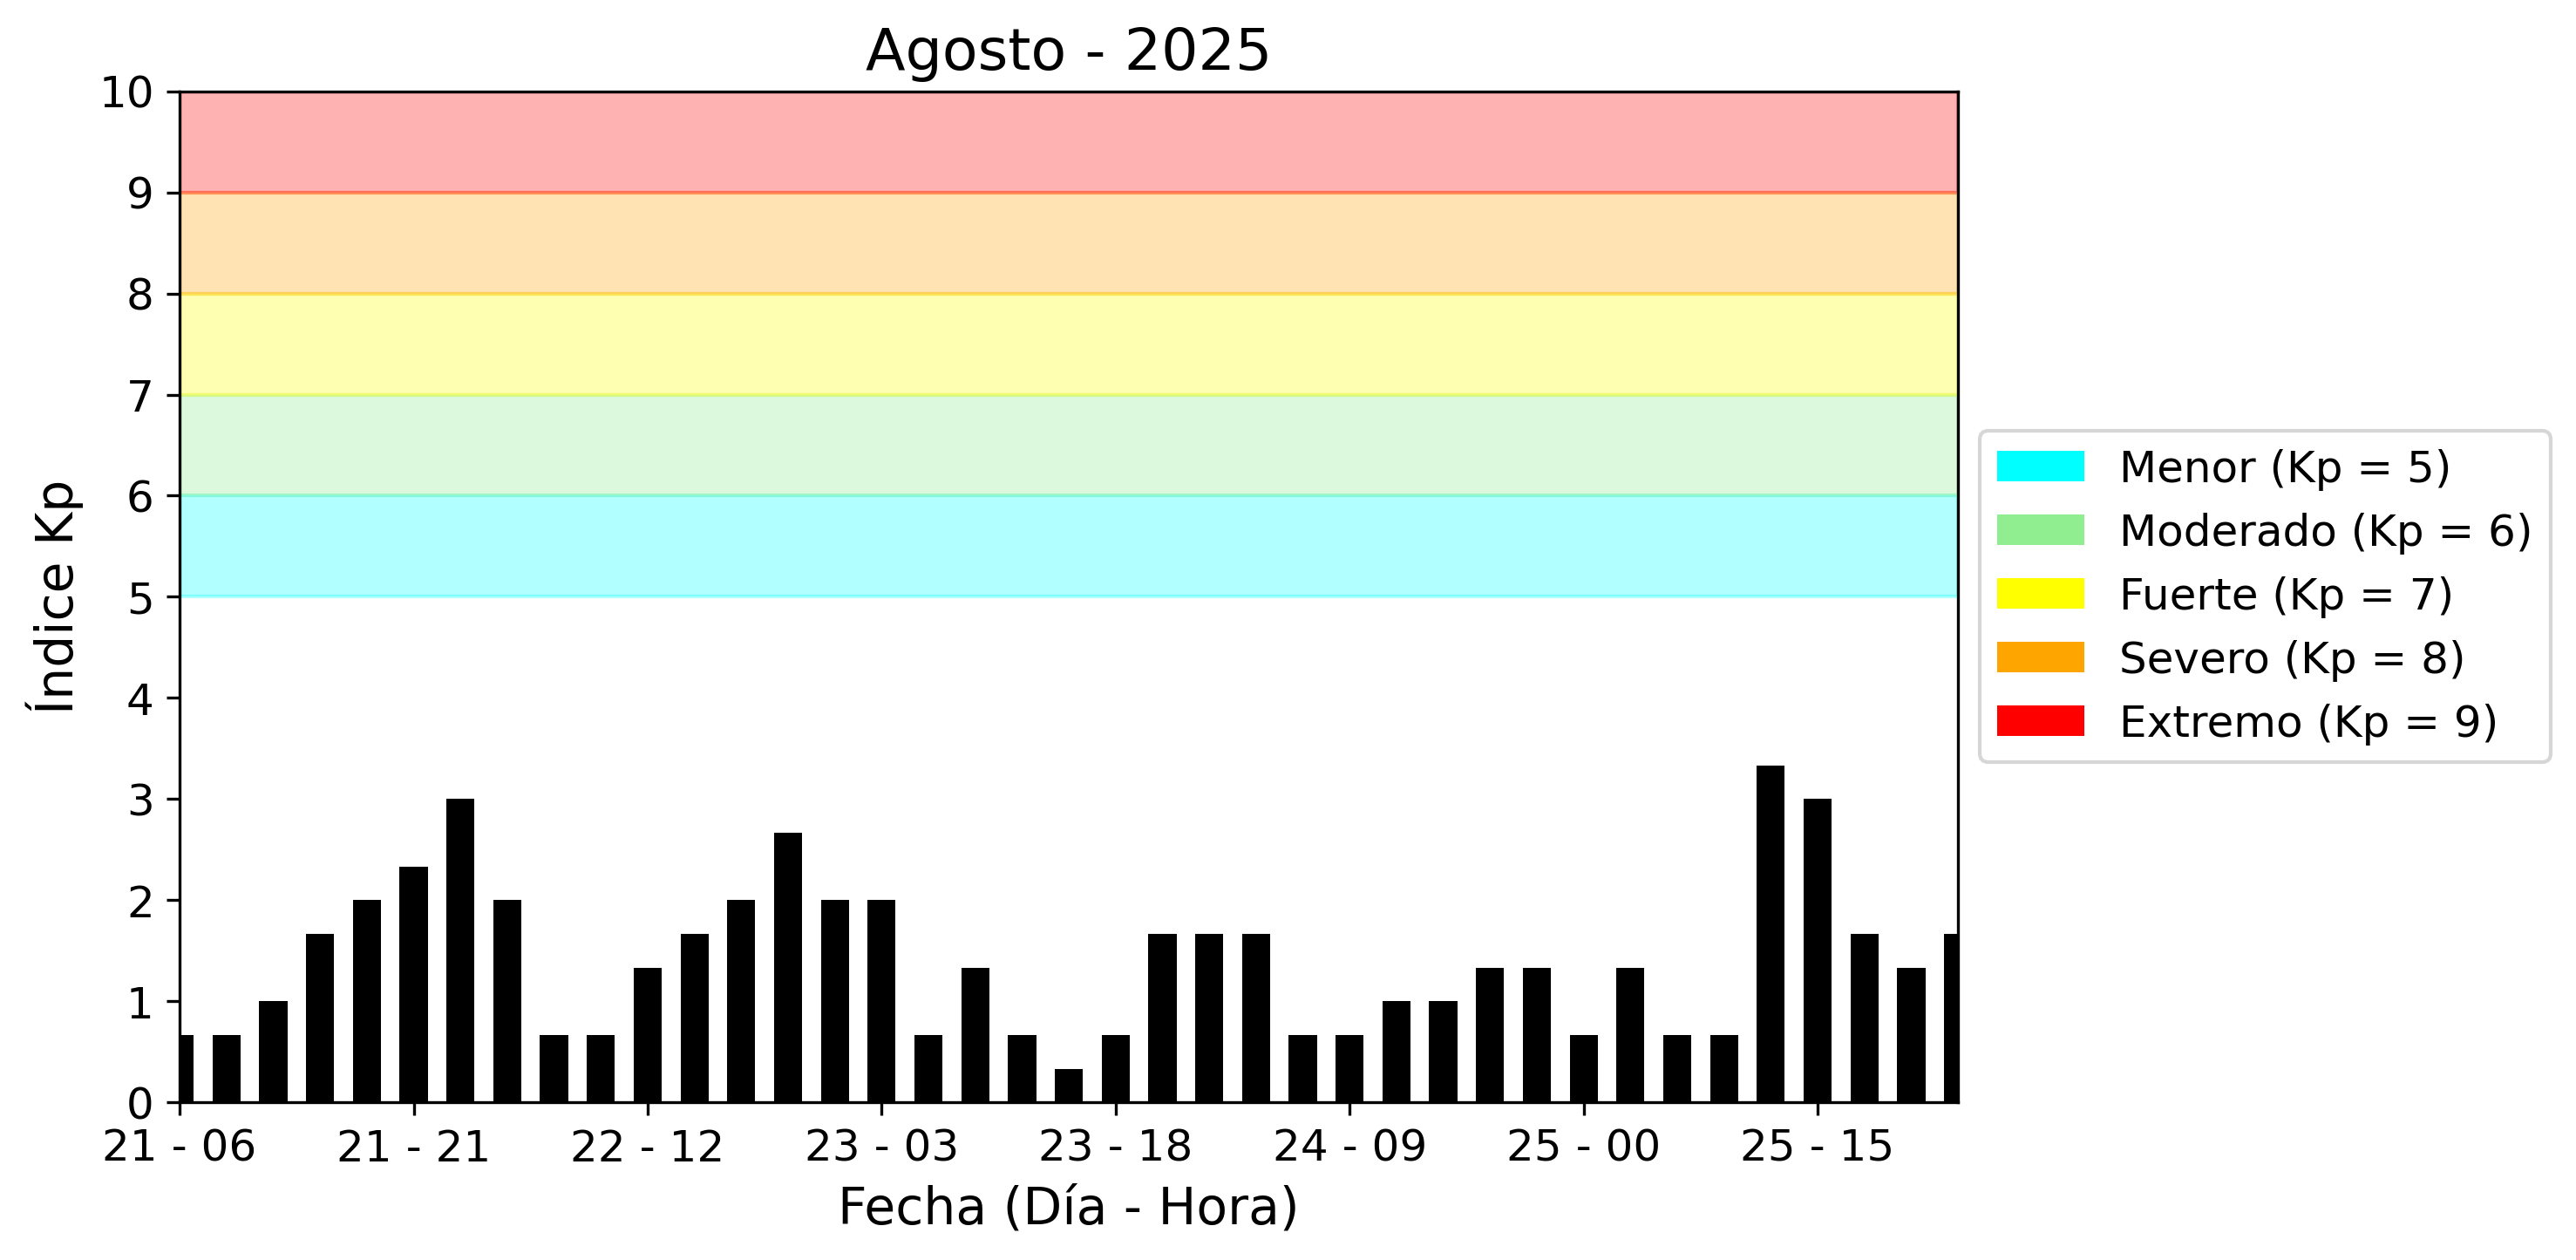 Agosto - 2025
10
9
8
7
6
5
4
3
2
1
0
Índice Kp
21 - 06
21 - 21
22 - 12
23 - 03
23 - 18
24 - 09
25 - 00
25 - 15
Fecha (Día - Hora)
Menor (Kp = 5)
Moderado (Kp = 6)
Fuerte (Kp = 7)
Severo (Kp = 8)
Extremo (Kp = 9)